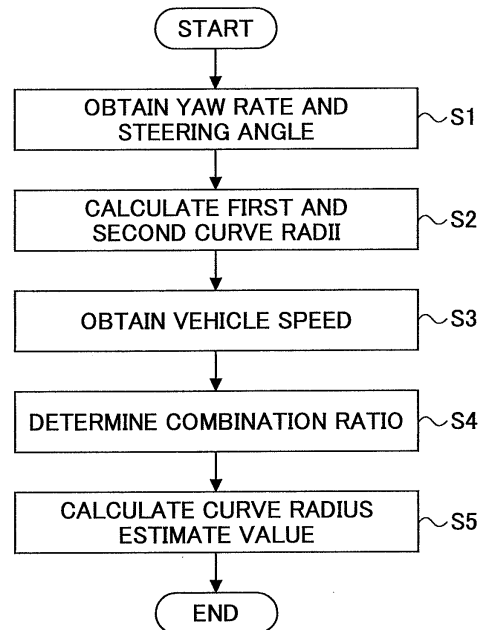 START
OBTAIN YAW RATE AND
STEERING ANGLE
S1
CALCULATE FIRST AND
SECOND CURVE RADII
S2
OBTAIN VEHICLE SPEED
S3
DETERMINE COMBINATION RATIO
S4
CALCULATE CURVE RADIUS
ESTIMATE VALUE
S5
END